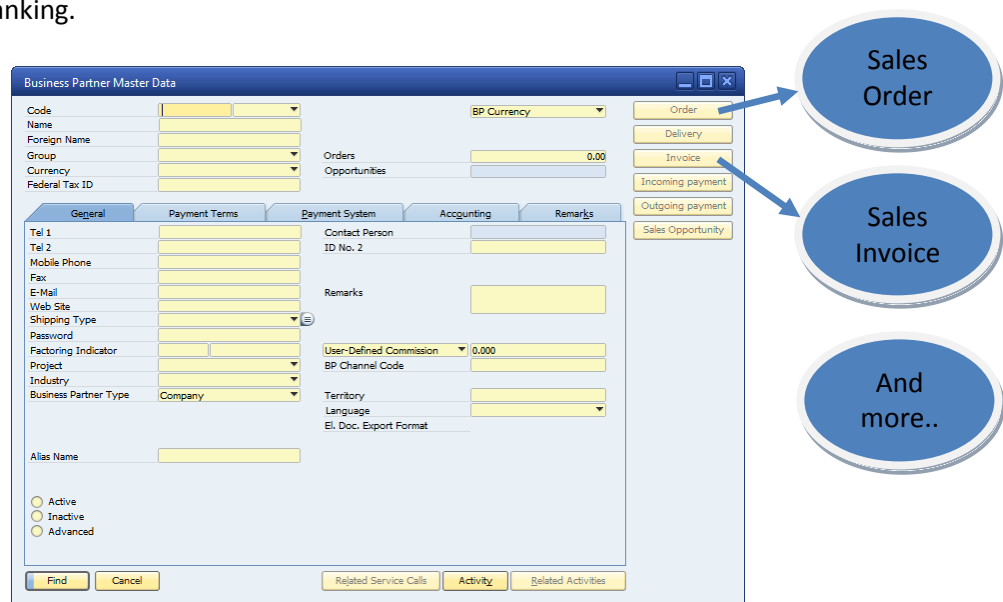 anking.
Business Partner Master Data
Code
BP Currency
Name
Foreign Name
Group
Orders 0.00
Currency
Opportunities
Federal Tax ID
Order
Delivery
Invoice
Incoming payment
Outgoing payment
Sales Opportunity
General Payment Terms Payment System Accounting Remarks
Tel 1
Contact Person
Tel 2
ID No. 2
Mobile Phone
Fax
E-Mail
Remarks
Web Site
Shipping Type
Password
Factoring Indicator
User-Defined Commission 0.000
Project
BP Channel Code
Industry
Business Partner Type Company
Territory
Language
El. Doc. Export Format
Alias Name
Active
Inactive
Advanced
Find Cancel Related Service Calls Activity Related Activities
Sales
Order
Sales
Invoice
And
more..